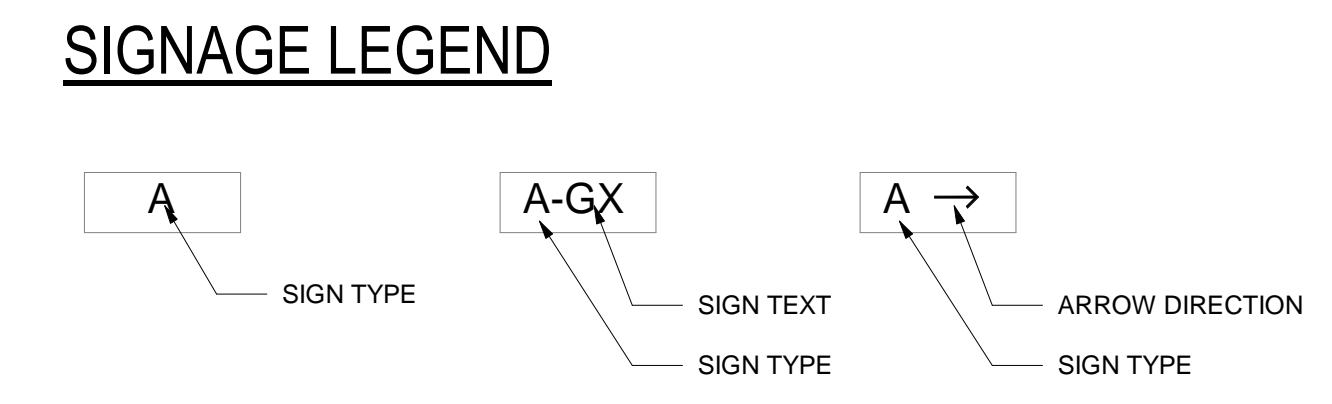 SIGNAGE LEGEND
A
SIGN TYPE
A-GX
SIGN TEXT
SIGN TYPE
A →
ARROW DIRECTION
SIGN TYPE